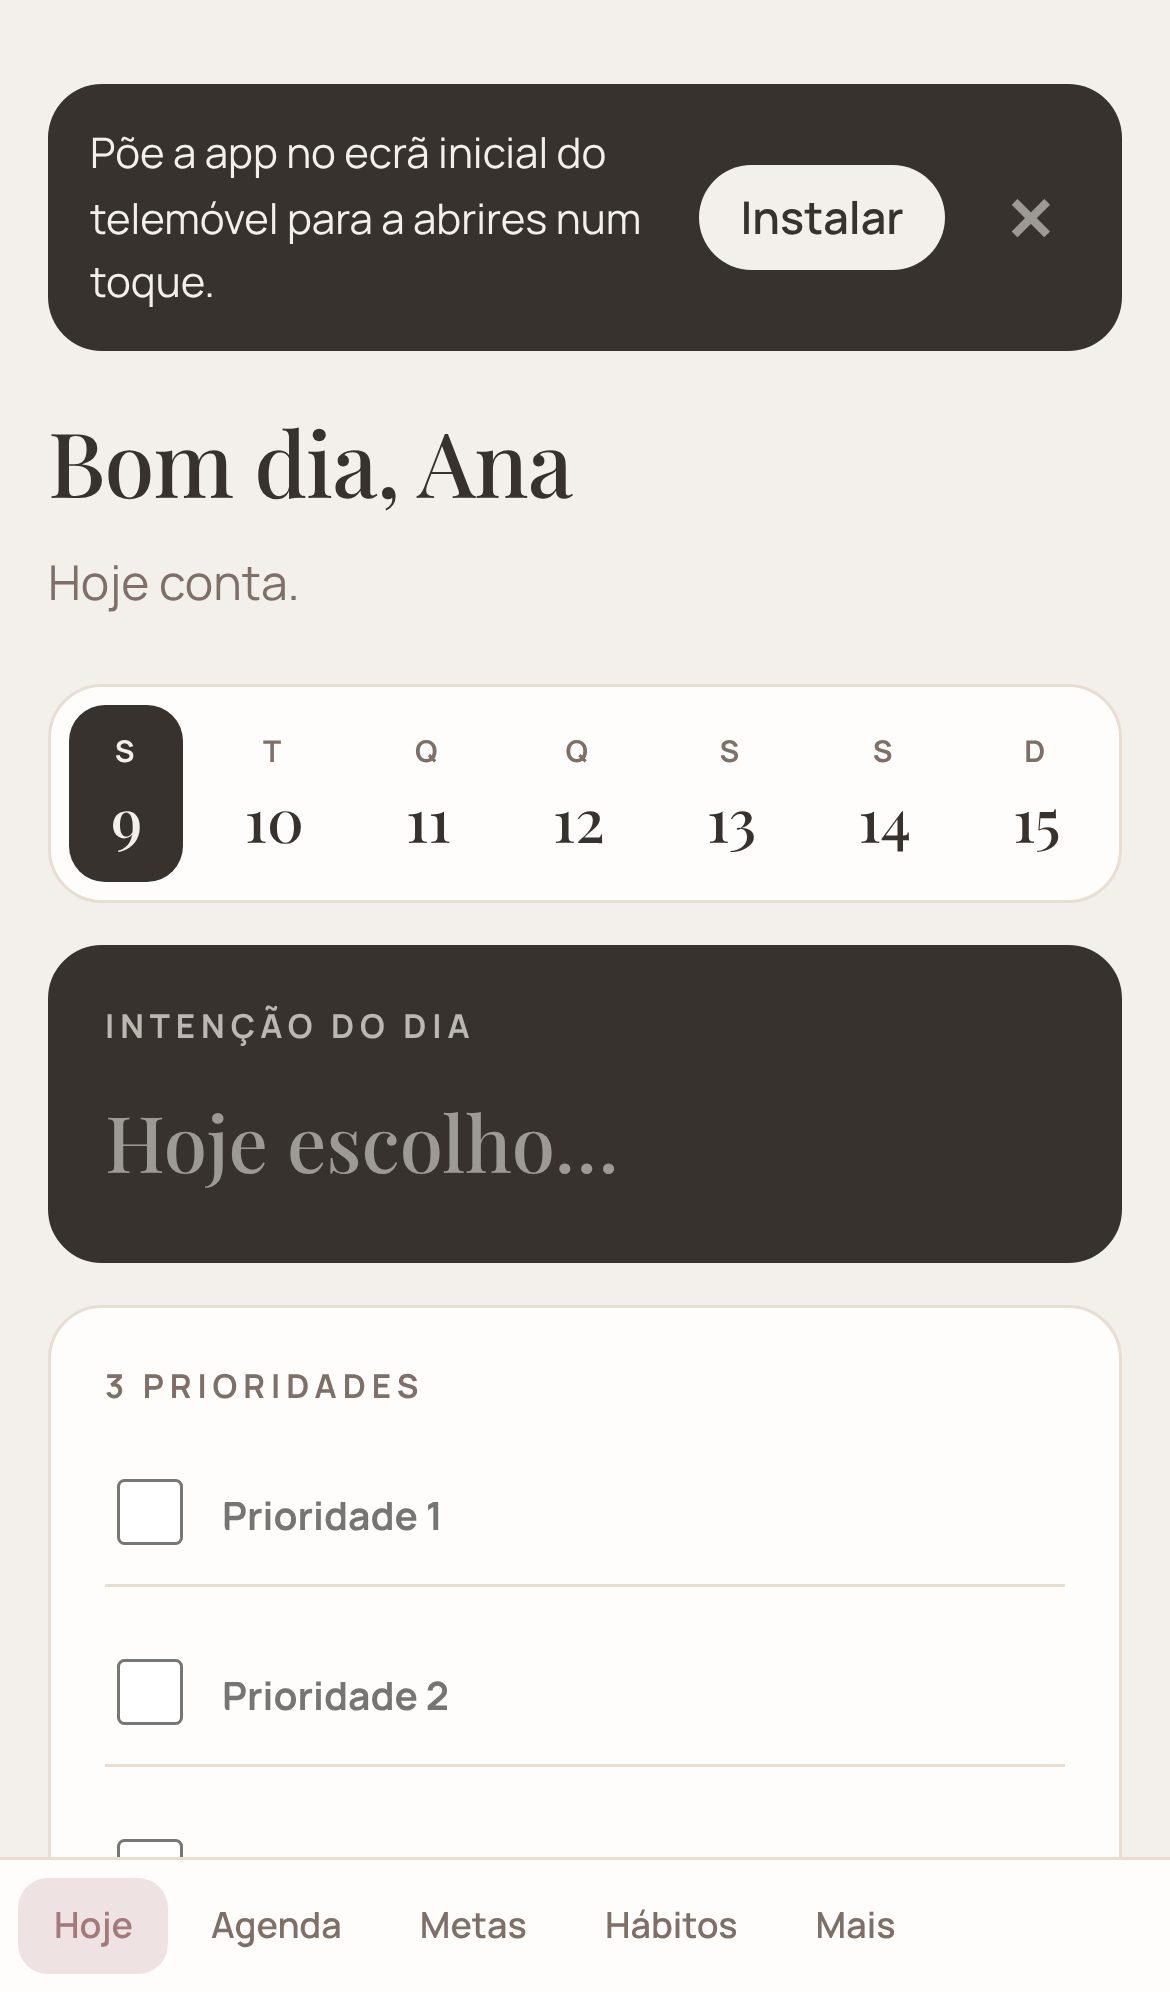 Põe a app no ecrã inicial do
telemóvel para a abrires num
toque.
Instalar
Bom dia, Ana
Hoje conta.
S T Q Q S S D
9 10 11 12 13 14 15
INTENÇÃO DO DIA
Hoje escolho...
3 PRIORIDADES
Prioridade 1
Prioridade 2
Hoje Agenda Metas Hábitos Mais